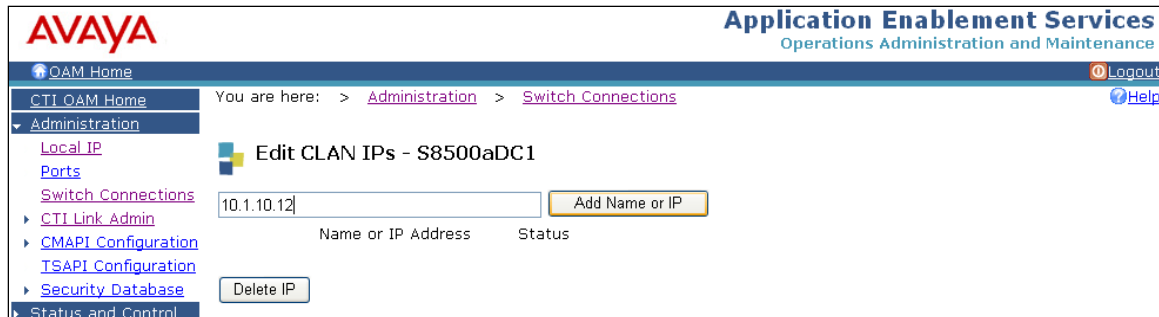 AVAYA
Application Enablement Services
Operations Administration and Maintenance
OAM Home
Logout
CTI OAM Home
You are here: > Administration > Switch Connections
Help
Administration
Local IP
Ports
Switch Connections
CTI Link Admin
CMAPI Configuration
TSAPI Configuration
Security Database
Status and Control
Edit CLAN IPs - S8500aDC1
10.1.10.12
Add Name or IP
Name or IP Address Status
Delete IP